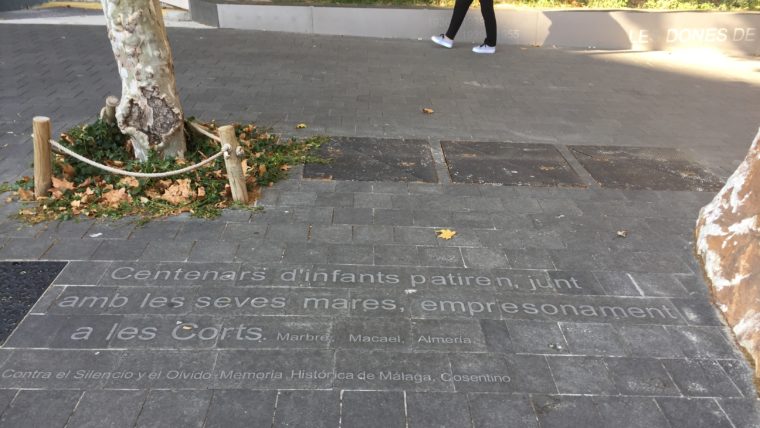 LE DONES DE
Centenars d'infants patiren, junt
amb les seves mares, empresonament
a les Corts. Marbre, Macael, Almería.
Contra el Silencio y el Olvido-Memoria Histórica de Málaga, Cosentino